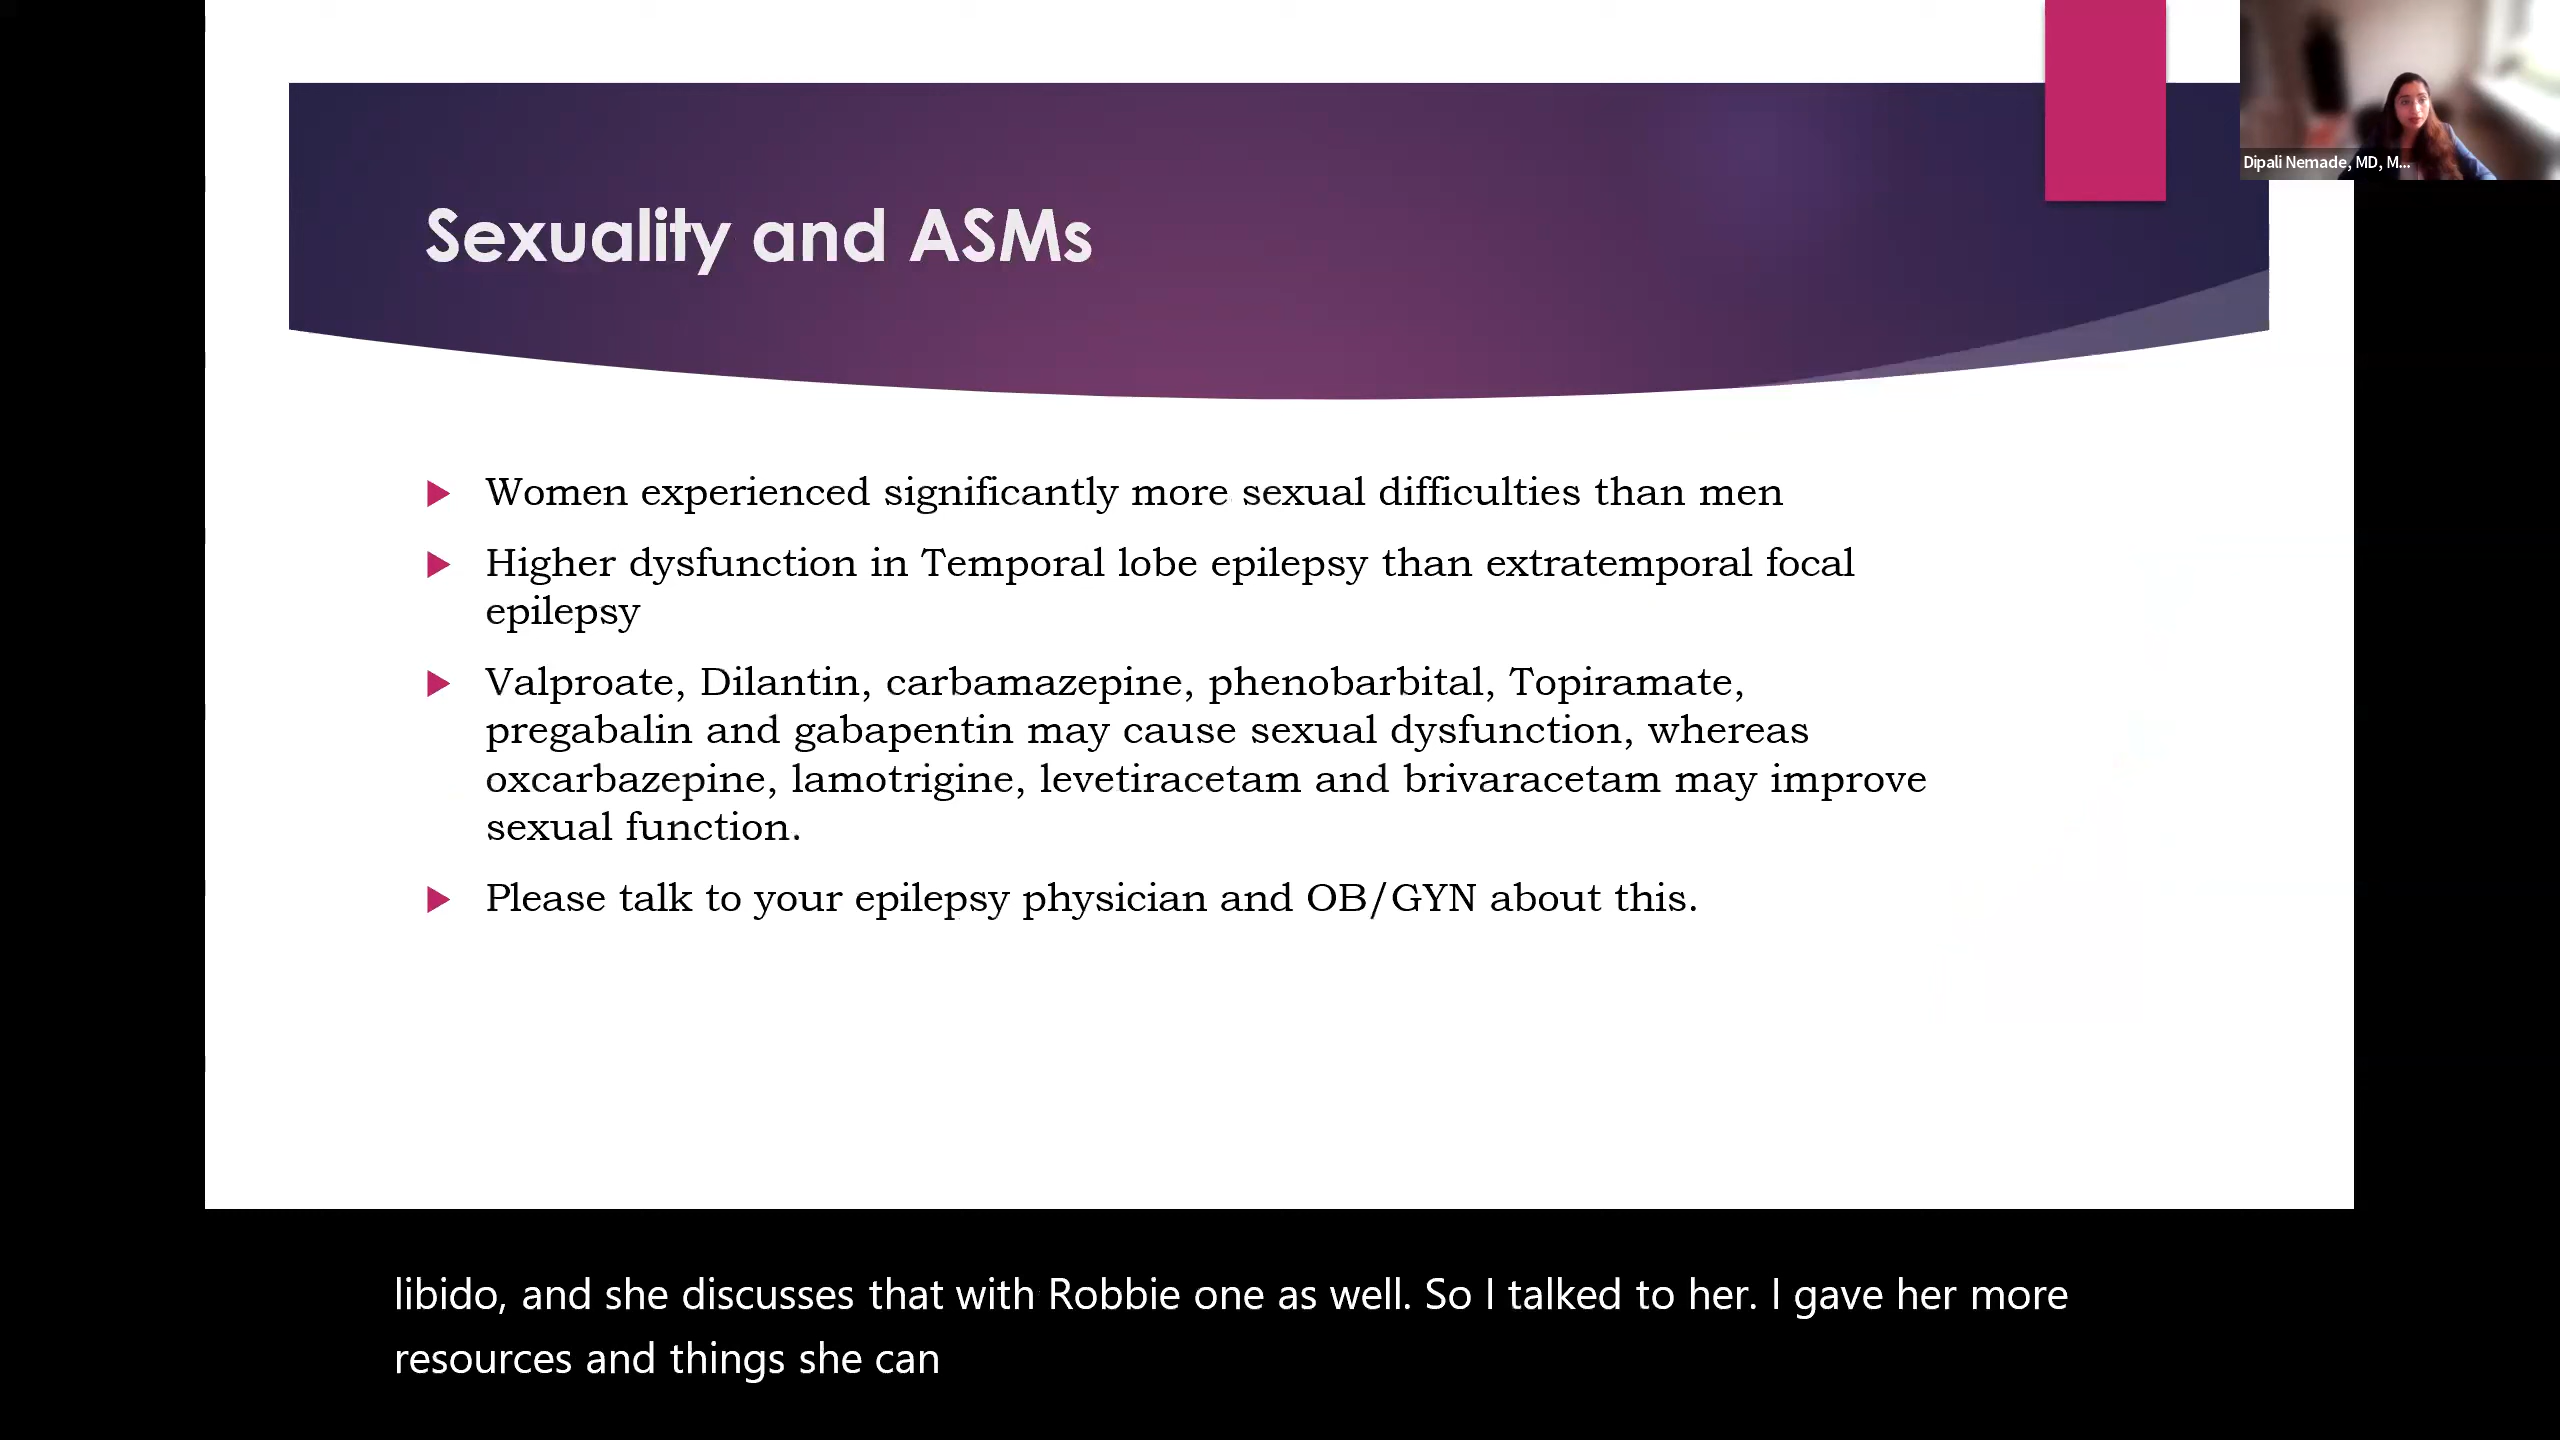 Dipali Nemade, MD, M...
Sexuality and ASMs
Women experienced significantly more sexual difficulties than men
Higher dysfunction in Temporal lobe epilepsy than extratemporal focal
epilepsy
Valproate, Dilantin, carbamazepine, phenobarbital, Topiramate,
pregabalin and gabapentin may cause sexual dysfunction, whereas
oxcarbazepine, lamotrigine, levetiracetam and brivaracetam may improve
sexual function.
Please talk to your epilepsy physician and OB/GYN about this.
libido, and she discusses that with Robbie one as well. So I talked to her. I gave her more
resources and things she can